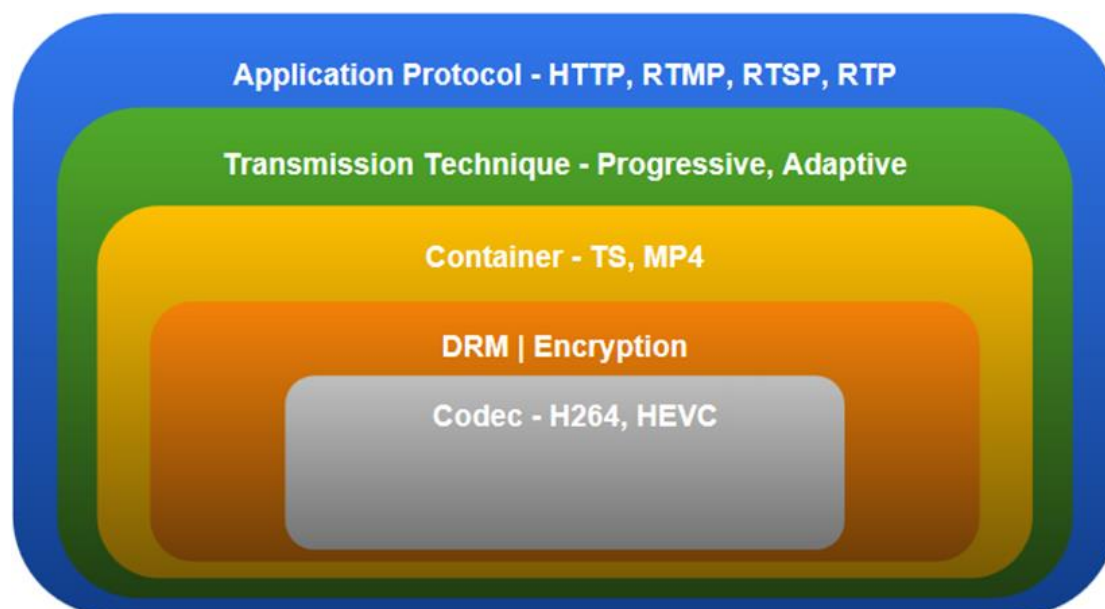 Application Protocol - HTTP, RTMP, RTSP, RTP
Transmission Technique - Progressive, Adaptive
Container - TS, MP4
DRM | Encryption
Codec - H264, HEVC